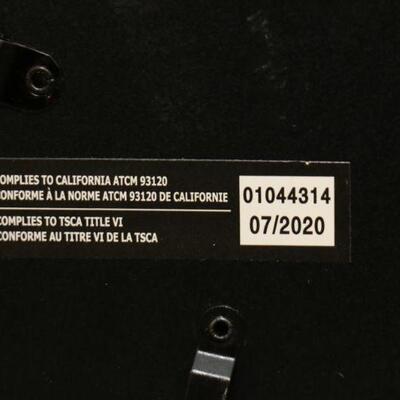 COMPLIES TO CALIFORNIA ATCM 93120
CONFORME À LA NORME ATCM 93120 DE CALIFORNIE
COMPLIES TO TSCA TITLE VI
CONFORME AU TITRE VI DE LA TSCA
01044314
07/2020